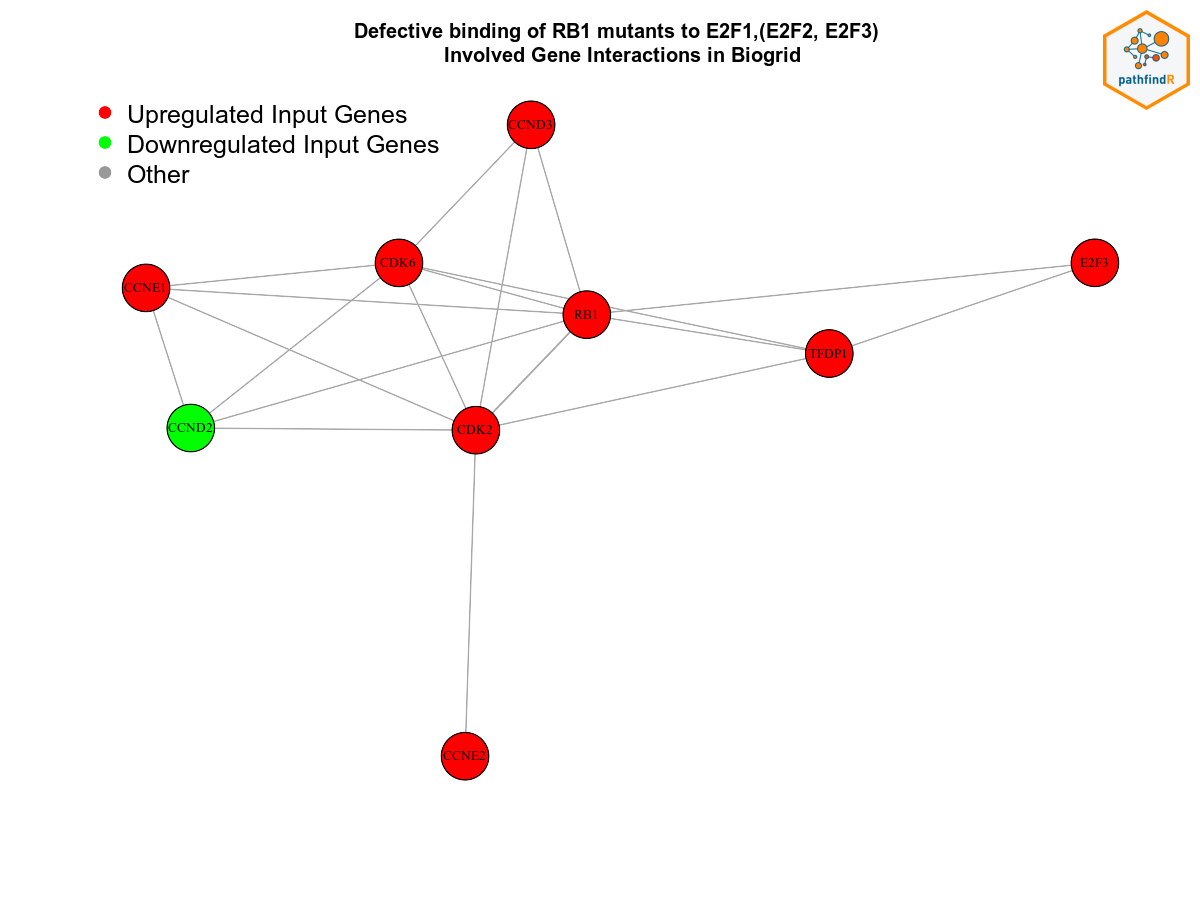 Defective binding of RB1 mutants to E2F1,(E2F2, E2F3)
Involved Gene Interactions in Biogrid
pathfindR
Upregulated Input Genes
Downregulated Input Genes
Other
CCND3
CDK6
E2F3
CCNE1
RB1
TFDP1
CCND2
CDK2
CCNE2